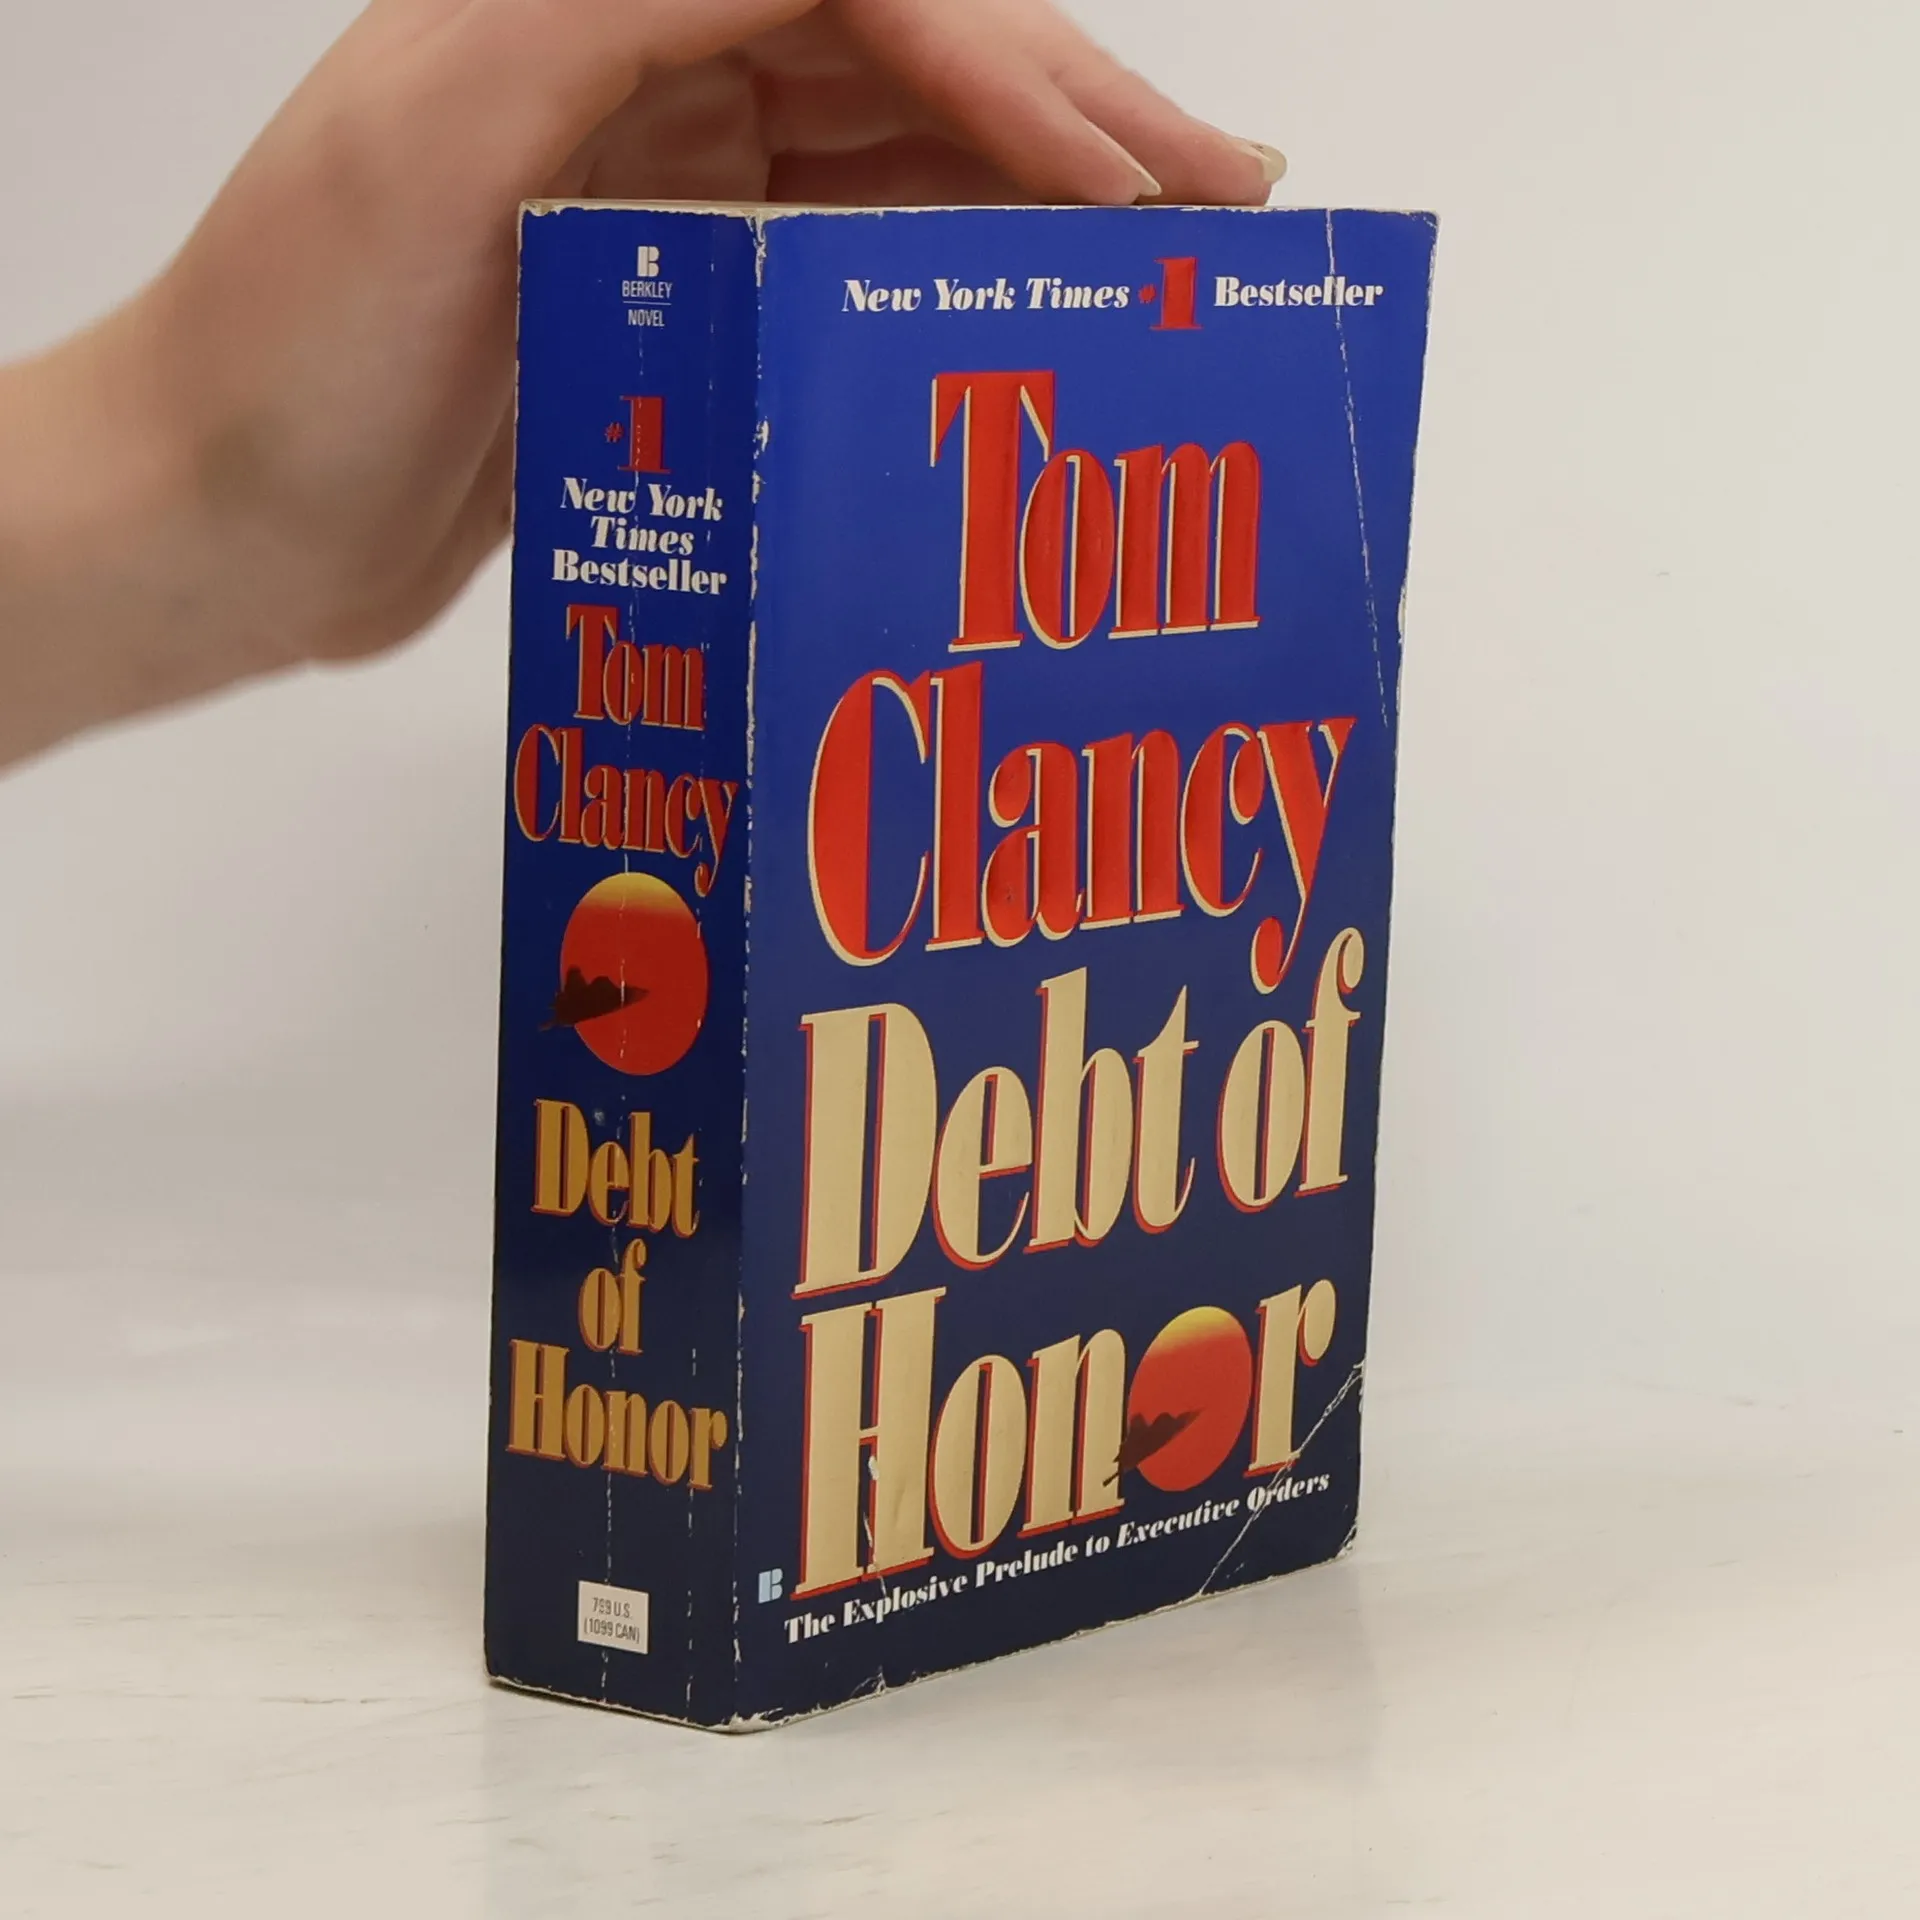 B
BERKLEY
NOVEL
#1
New York
Times
Bestseller
Tom
Clancy
Debt
of
Honor
7.99 U.S.
(10.99 CAN)
New York Times #1 Bestseller
Tom
Clancy
Debt of
Honor
B
The Explosive Prelude to Executive Orders